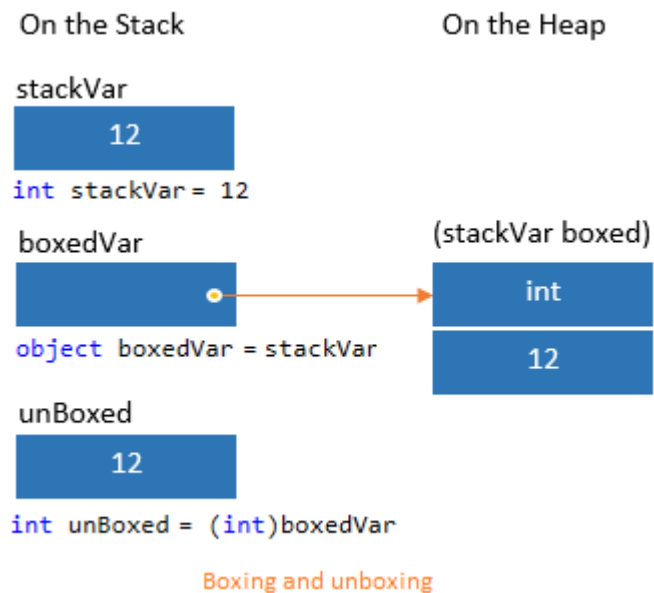 On the Stack
On the Heap
stackVar
12
int stackVar = 12
boxedVar
(stackVar boxed)
int
object boxedVar = stackVar
12
unBoxed
12
int unBoxed = (int)boxedVar
Boxing and unboxing